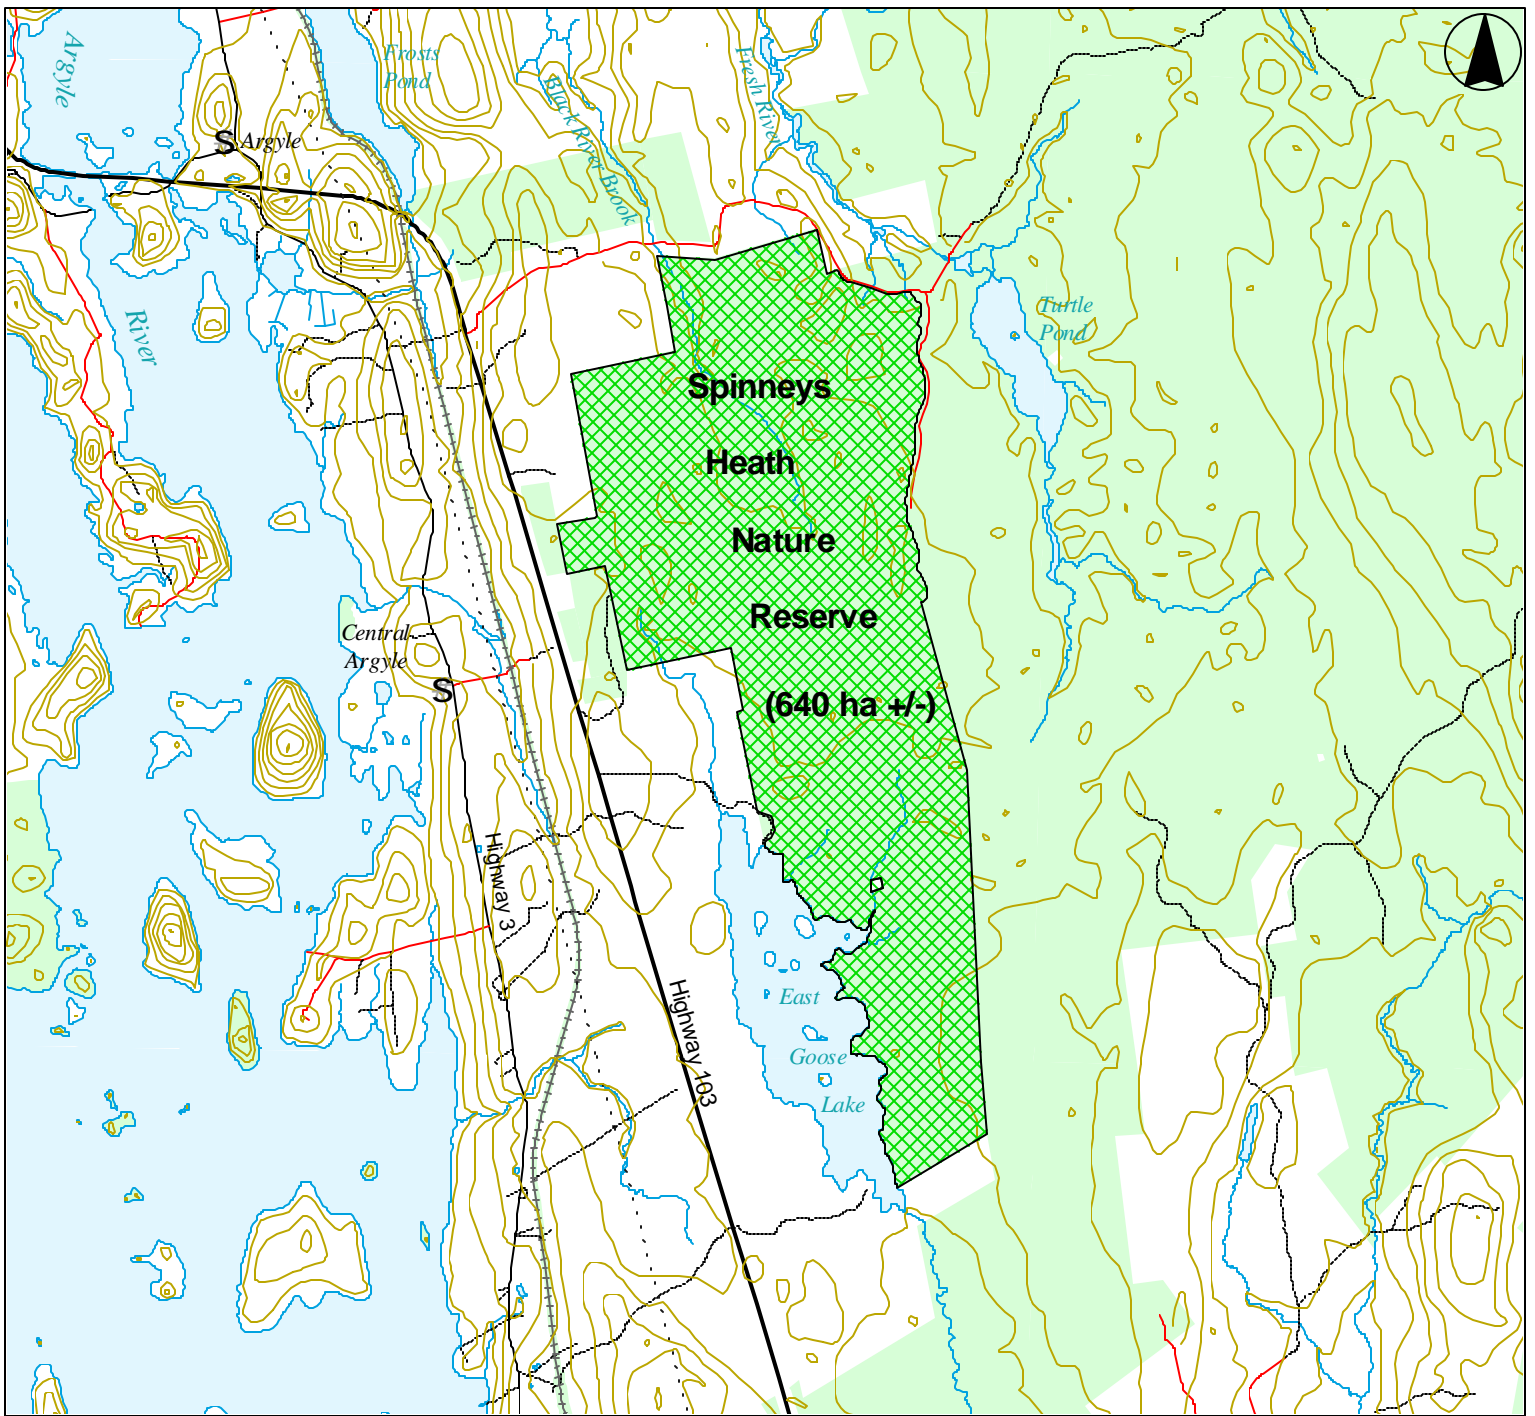 Argyle
Frosts
Pond
Black River Brook
Fresh River
S Argyle
River
Turtle
Pond
Spinneys
Heath
Nature
Reserve
(640 ha +/-)
Central
Argyle
S
Highway 3
Highway 103
East
Goose
Lake